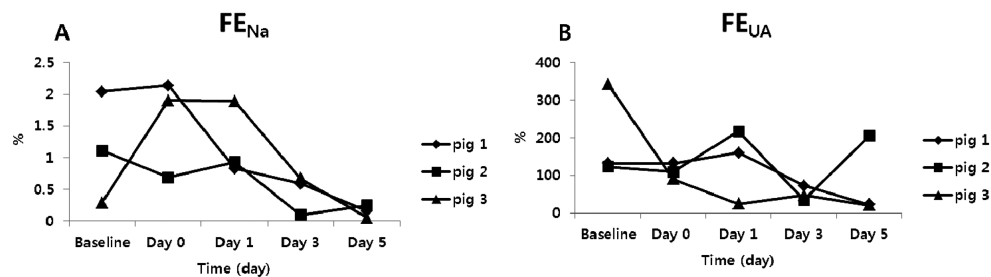 A
FENa
%
2.5
2
1.5
1
0.5
0
Baseline Day 0 Day 1 Day 3 Day 5
Time (day)
pig 1
pig 2
pig 3
B
FEUA
%
400
300
200
100
0
Baseline Day 0 Day 1 Day 3 Day 5
Time (day)
pig 1
pig 2
pig 3